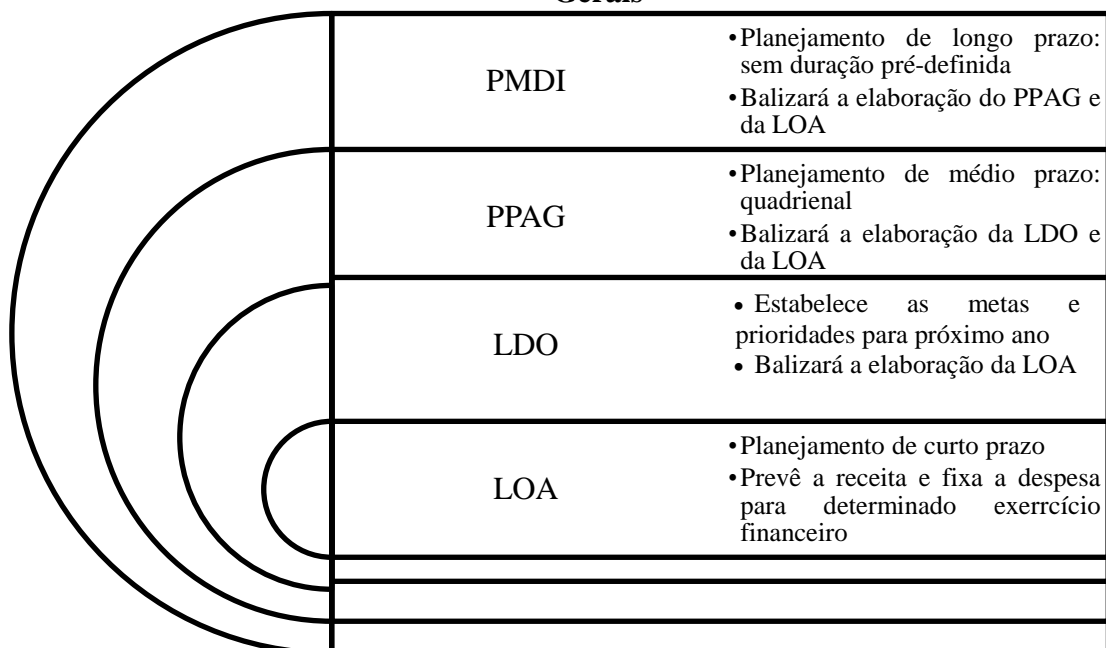 Gerais
PMDI
•Planejamento de longo prazo:
sem duração pré-definida
•Balizará a elaboração do PPAG e
da LOA
PPAG
•Planejamento de médio prazo:
quadrienal
•Balizará a elaboração da LDO e
da LOA
LDO
• Estabelece as metas e
prioridades para próximo ano
• Balizará a elaboração da LOA
LOA
•Planejamento de curto prazo
•Prevê a receita e fixa a despesa
para determinado exerrcício
financeiro